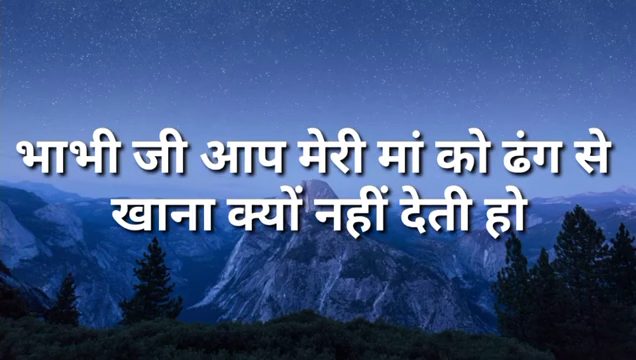 भाभी जी आप मेरी मां को ढंग से
खाना क्यों नहीं देती हो